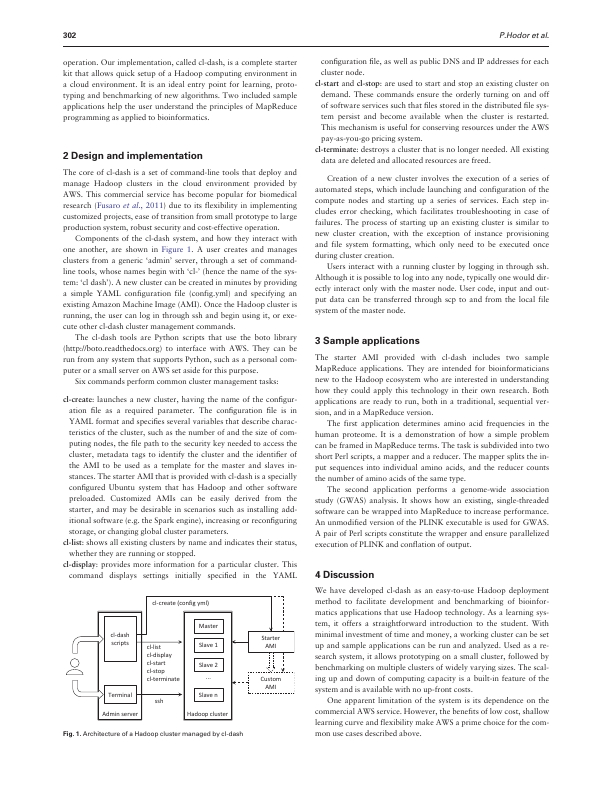 302
P.Hodor et al.
operation. Our implementation, called cl-dash, is a complete starter
kit that allows quick setup of a Hadoop computing environment in
a cloud environment. It is an ideal entry point for learning, proto-
typing and benchmarking of new algorithms. Two included sample
applications help the user understand the principles of MapReduce
programming as applied to bioinformatics.
2 Design and implementation
The core of cl-dash is a set of command-line tools that deploy and
manage Hadoop clusters in the cloud environment provided by
AWS. This commercial service has become popular for biomedical
research (Fusaro et al., 2011) due to its flexibility in implementing
customized projects, ease of transition from small prototype to large
production system, robust security and cost-effective operation.
Components of the cl-dash system, and how they interact with
one another, are shown in Figure 1. A user creates and manages
clusters from a generic ‘admin’ server, through a set of command-
line tools, whose names begin with ‘cl-’ (hence the name of the sys-
tem: ‘cl dash’). A new cluster can be created in minutes by providing
a simple YAML configuration file (config.yml) and specifying an
existing Amazon Machine Image (AMI). Once the Hadoop cluster is
running, the user can log in through ssh and begin using it, or exe-
cute other cl-dash cluster management commands.
The cl-dash tools are Python scripts that use the boto library
(http://boto.readthedocs.org) to interface with AWS. They can be
run from any system that supports Python, such as a personal com-
puter or a small server on AWS set aside for this purpose.
Six commands perform common cluster management tasks:
cl-create: launches a new cluster, having the name of the configur-
ation file as a required parameter. The configuration file is in
YAML format and specifies several variables that describe charac-
teristics of the cluster, such as the number of and the size of com-
puting nodes, the file path to the security key needed to access the
cluster, metadata tags to identify the cluster and the identifier of
the AMI to be used as a template for the master and slaves in-
stances. The starter AMI that is provided with cl-dash is a specially
configured Ubuntu system that has Hadoop and other software
preloaded. Customized AMIs can be easily derived from the
starter, and may be desirable in scenarios such as installing add-
itional software (e.g. the Spark engine), increasing or reconfiguring
storage, or changing global cluster parameters.
cl-list: shows all existing clusters by name and indicates their status,
whether they are running or stopped.
cl-display: provides more information for a particular cluster. This
command displays settings initially specified in the YAML
cl-create (config yml)
cl-dash
scripts
cl-list
cl-display
cl-start
cl-stop
cl-terminate
Terminal
ssh
Admin server
Master
Slave 1
Slave 2
...
Slave n
Hadoop cluster
Starter
AMI
Custom
AMI
Fig. 1. Architecture of a Hadoop cluster managed by cl-dash
configuration file, as well as public DNS and IP addresses for each
cluster node.
cl-start and cl-stop: are used to start and stop an existing cluster on
demand. These commands ensure the orderly turning on and off
of software services such that files stored in the distributed file sys-
tem persist and become available when the cluster is restarted.
This mechanism is useful for conserving resources under the AWS
pay-as-you-go pricing system.
cl-terminate: destroys a cluster that is no longer needed. All existing
data are deleted and allocated resources are freed.
Creation of a new cluster involves the execution of a series of
automated steps, which include launching and configuration of the
compute nodes and starting up a series of services. Each step in-
cludes error checking, which facilitates troubleshooting in case of
failures. The process of starting up an existing cluster is similar to
new cluster creation, with the exception of instance provisioning
and file system formatting, which only need to be executed once
during cluster creation.
Users interact with a running cluster by logging in through ssh.
Although it is possible to log into any node, typically one would dir-
ectly interact only with the master node. User code, input and out-
put data can be transferred through scp to and from the local file
system of the master node.
3 Sample applications
The starter AMI provided with cl-dash includes two sample
MapReduce applications. They are intended for bioinformaticians
new to the Hadoop ecosystem who are interested in understanding
how they could apply this technology in their own research. Both
applications are ready to run, both in a traditional, sequential ver-
sion, and in a MapReduce version.
The first application determines amino acid frequencies in the
human proteome. It is a demonstration of how a simple problem
can be framed in MapReduce terms. The task is subdivided into two
short Perl scripts, a mapper and a reducer. The mapper splits the in-
put sequences into individual amino acids, and the reducer counts
the number of amino acids of the same type.
The second application performs a genome-wide association
study (GWAS) analysis. It shows how an existing, single-threaded
software can be wrapped into MapReduce to increase performance.
An unmodified version of the PLINK executable is used for GWAS.
A pair of Perl scripts constitute the wrapper and ensure parallelized
execution of PLINK and conflation of output.
4 Discussion
We have developed cl-dash as an easy-to-use Hadoop deployment
method to facilitate development and benchmarking of bioinfor-
matics applications that use Hadoop technology. As a learning sys-
tem, it offers a straightforward introduction to the student. With
minimal investment of time and money, a working cluster can be set
up and sample applications can be run and analyzed. Used as a re-
search system, it allows prototyping on a small cluster, followed by
benchmarking on multiple clusters of widely varying sizes. The scal-
ing up and down of computing capacity is a built-in feature of the
system and is available with no up-front costs.
One apparent limitation of the system is its dependence on the
commercial AWS service. However, the benefits of low cost, shallow
learning curve and flexibility make AWS a prime choice for the com-
mon use cases described above.